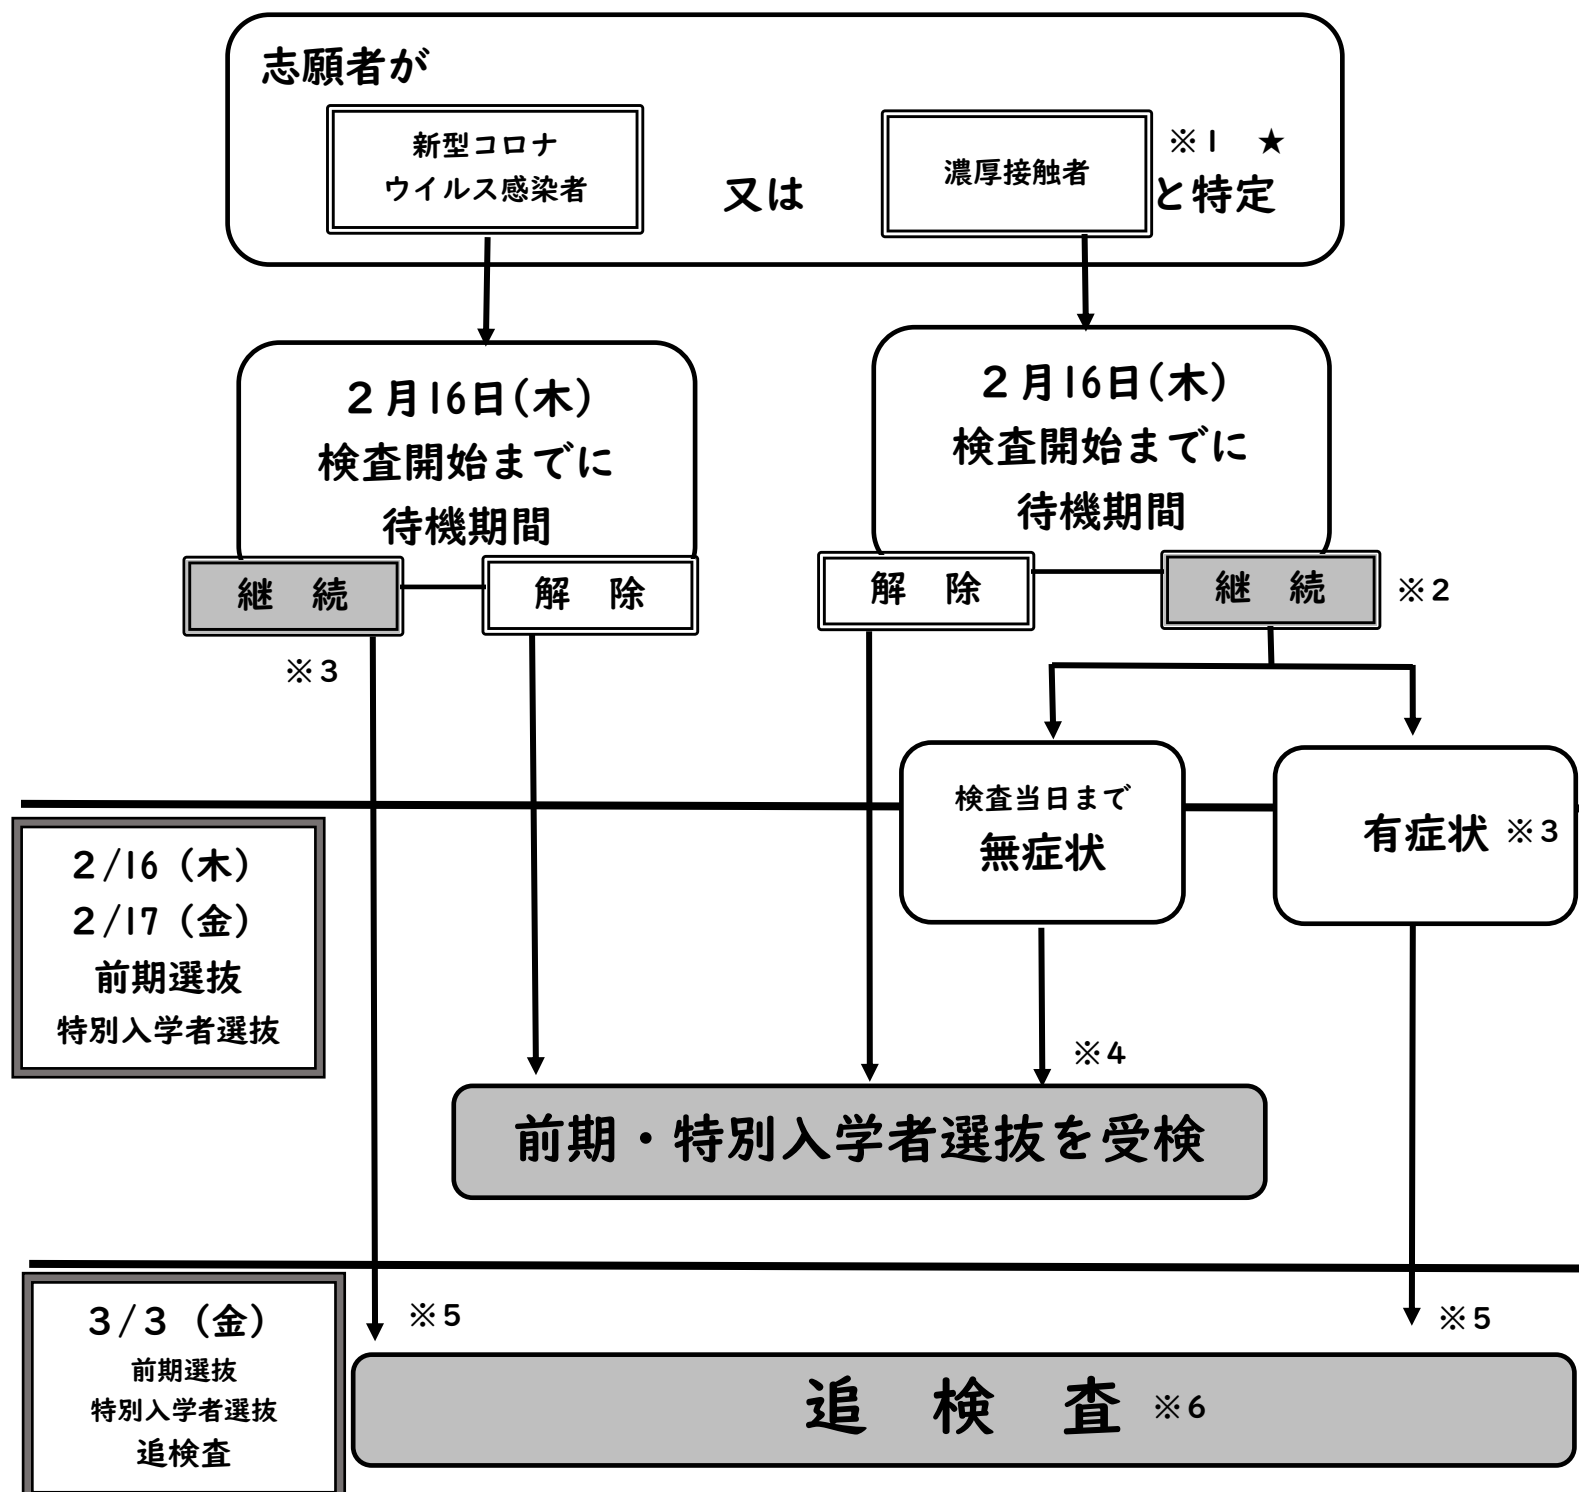 志願者が
新型コロナ
ウイルス感染者
又は
濃厚接触者
※1 ★
と特定
2月16日(木)
検査開始までに
待機期間
継 続
解 除
※3
2月16日(木)
検査開始までに
待機期間
解 除
継 続
※2
検査当日まで
無症状
有症状 ※3
2/16(木)
2/17(金)
前期選抜
特別入学者選抜
※4
前期・特別入学者選抜を受検
3/3(金)
前期選抜
特別入学者選抜
追検査
※5
※5
追 検 査 ※6